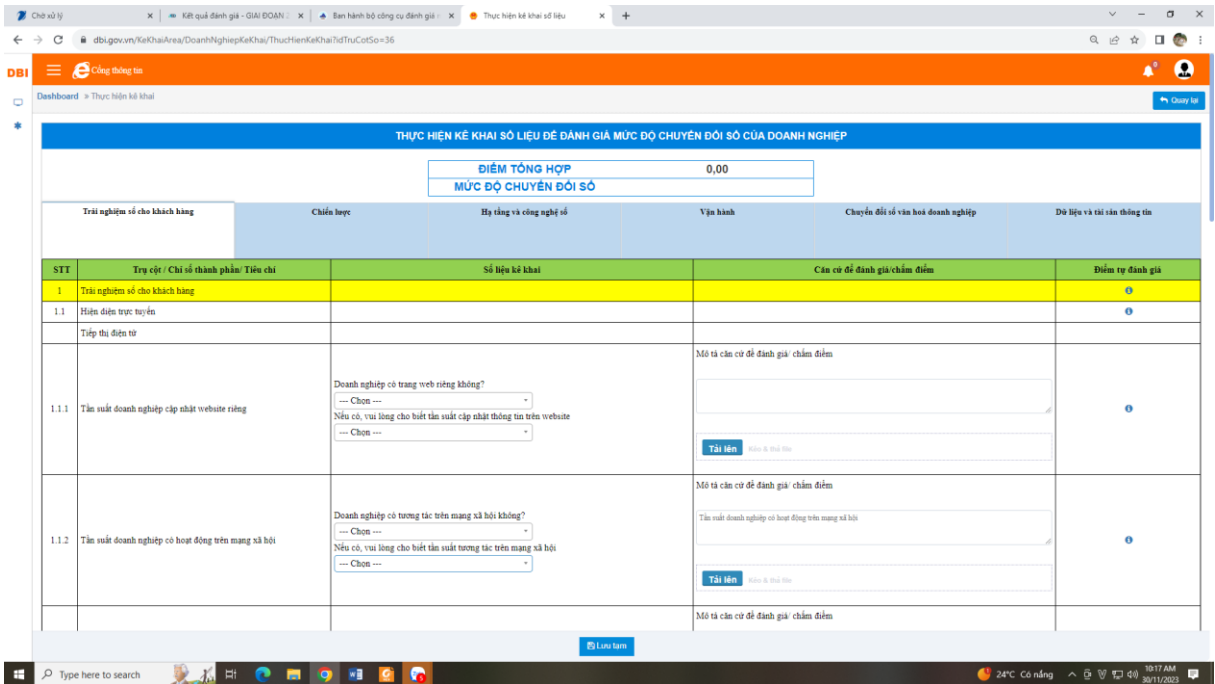 Chờ xử lý
Kết quả đánh giá - GIAI ĐOẠN 2
Ban hành bộ công cụ đánh giá
Thực hiện kê khai số liệu
dbi.gov.vn/KeKhaiArea/DoanhNghiepKeKhai/ThucHienKeKhai?idTruCotSo=36
DBI
Cổng thông tin
Dashboard » Thực hiện kê khai
Quay lại
THỰC HIỆN KÊ KHAI SỐ LIỆU ĐỂ ĐÁNH GIÁ MỨC ĐỘ CHUYỂN ĐỔI SỐ CỦA DOANH NGHIỆP
ĐIỂM TỔNG HỢP 0,00
MỨC ĐỘ CHUYỂN ĐỔI SỐ
Trải nghiệm số cho khách hàng
Chiến lược
Hạ tầng và công nghệ số
Vận hành
Chuyển đổi số văn hoá doanh nghiệp
Dữ liệu và tài sản thông tin
STT Trụ cột / Chỉ số thành phần/ Tiêu chí Số liệu kê khai Căn cứ để đánh giá/chấm điểm Điểm tự đánh giá
1 Trải nghiệm số cho khách hàng
1.1 Hiện diện trực tuyến
Tiếp thị điện tử
Mô tả căn cứ để đánh giá/ chấm điểm
Doanh nghiệp có trang web riêng không?
--- Chọn ---
1.1.1 Tần suất doanh nghiệp cập nhật website riêng
Nếu có, vui lòng cho biết tần suất cập nhật thông tin trên website
--- Chọn ---
Tải lên Kéo & thả file
Mô tả căn cứ để đánh giá/ chấm điểm
Doanh nghiệp có tương tác trên mạng xã hội không?
Tần suất doanh nghiệp có hoạt động trên mạng xã hội
--- Chọn ---
1.1.2 Tần suất doanh nghiệp có hoạt động trên mạng xã hội
Nếu có, vui lòng cho biết tần suất tương tác trên mạng xã hội
--- Chọn ---
Tải lên Kéo & thả file
Mô tả căn cứ để đánh giá/ chấm điểm
Lưu tạm
Type here to search
24°C Có nắng
10:17 AM
30/11/2023